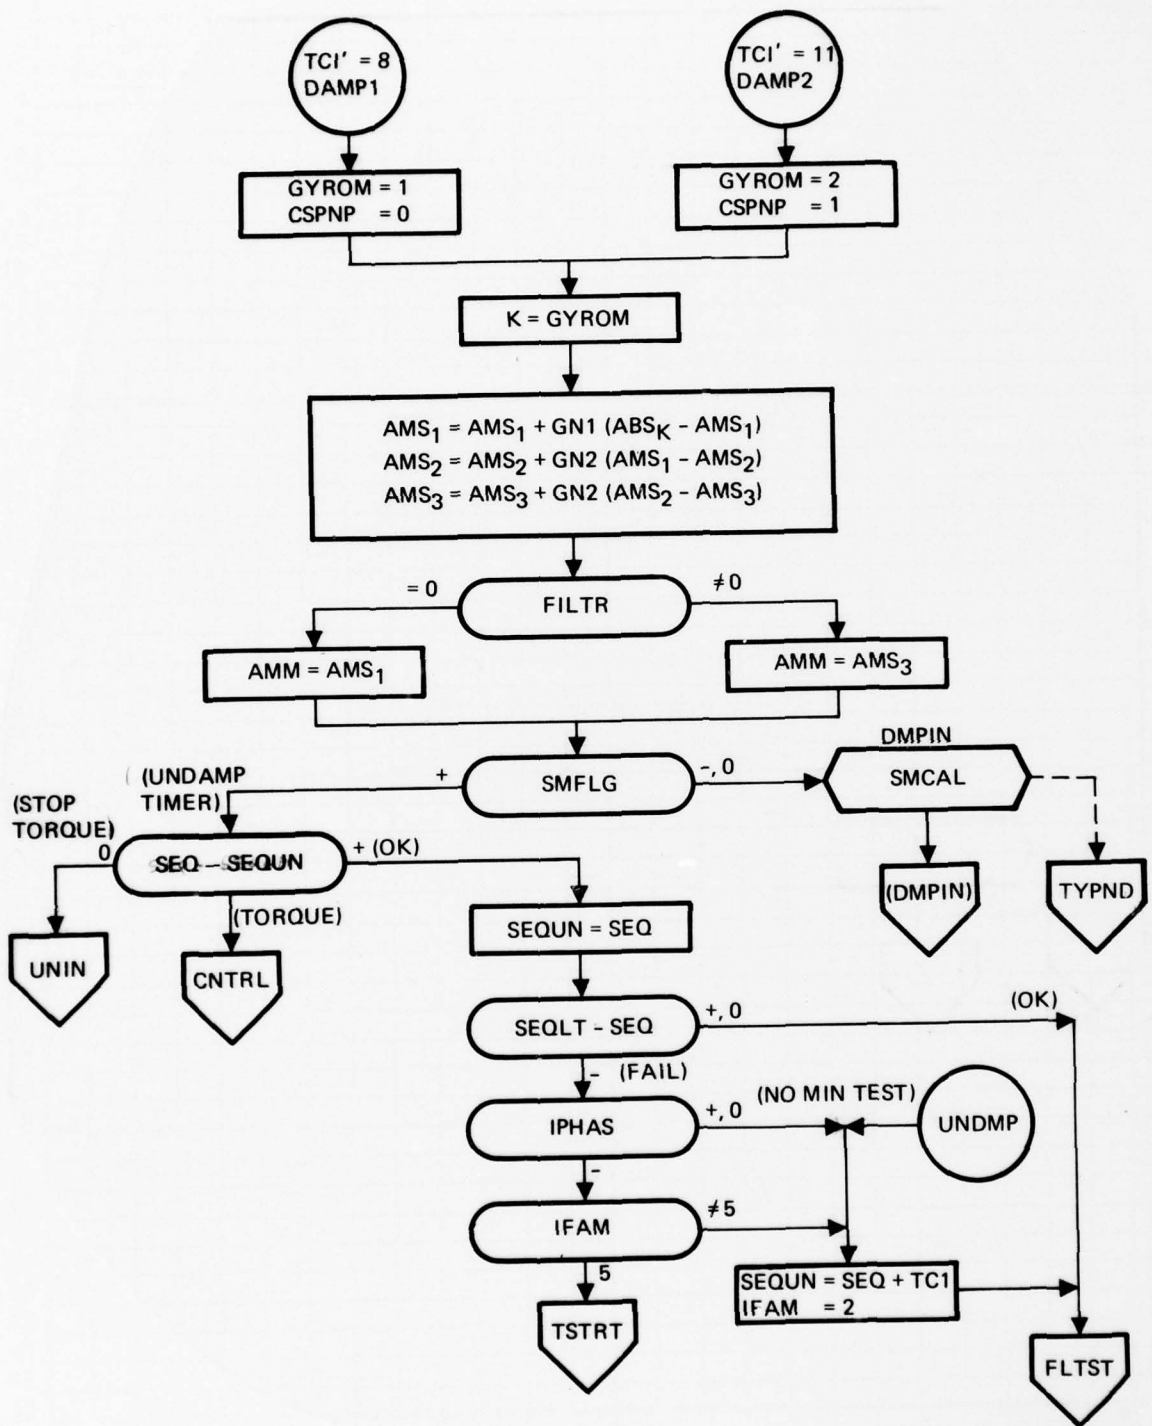 TCI' = 8
DAMP1
TCI' = 11
DAMP2
GYROM = 1
CSPNP = 0
GYROM = 2
CSPNP = 1
K = GYROM
AMS1 = AMS1 + GN1 (ABSK - AMS1)
AMS2 = AMS2 + GN2 (AMS1 - AMS2)
AMS3 = AMS3 + GN2 (AMS2 - AMS3)
= 0
FILTR
≠0
AMM = AMS1
AMM = AMS3
DMPIN
(UNDAMP
TIMER)
+
SMFLG
-, 0
SMCAL
(STOP
TORQUE)
0
SEQ - SEQUN
+ (OK)
(TORQUE)
(DMPIN)
TYPND
UNIN
CNTRL
SEQUN = SEQ
SEQLT - SEQ
+, 0
(OK)
- (FAIL)
IPHAS
+, 0
(NO MIN TEST)
UNDMP
-
IFAM
≠5
5
SEQUN = SEQ + TC1
IFAM = 2
TSTRT
FLTST